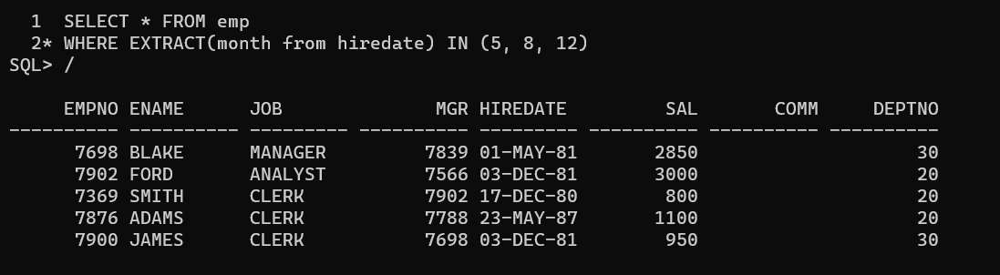 1  SELECT * FROM emp
  2* WHERE EXTRACT(month from hiredate) IN (5, 8, 12)
SQL> /

     EMPNO ENAME      JOB              MGR HIREDATE         SAL       COMM     DEPTNO
---------- ---------- --------- ---------- --------- ---------- ---------- ----------
      7698 BLAKE      MANAGER         7839 01-MAY-81       2850                    30
      7902 FORD       ANALYST         7566 03-DEC-81       3000                    20
      7369 SMITH      CLERK           7902 17-DEC-80        800                    20
      7876 ADAMS      CLERK           7788 23-MAY-87       1100                    20
      7900 JAMES      CLERK           7698 03-DEC-81        950                    30